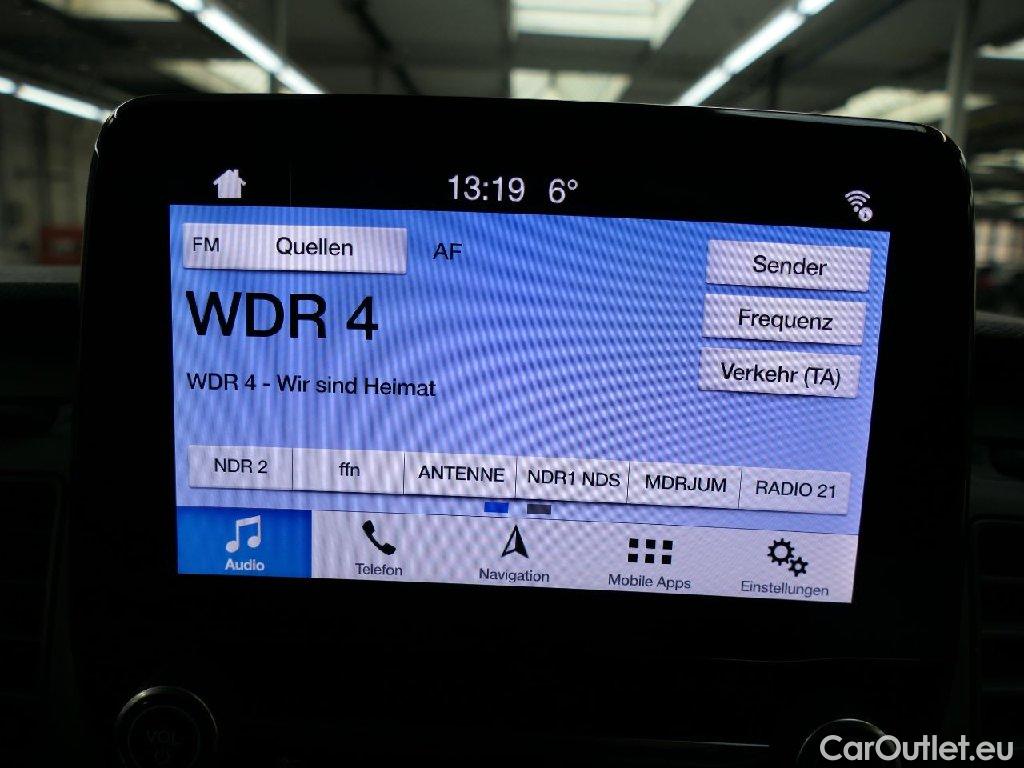 13:19 6°
FM Quellen AF
Sender
WDR 4
Frequenz
Verkehr (TA)
WDR 4 - Wir sind Heimat
NDR 2 ffn ANTENNE NDR1 NDS MDRJUM RADIO 21
Audio Telefon Navigation Mobile Apps Einstellungen
VOL
CarOutlet.eu